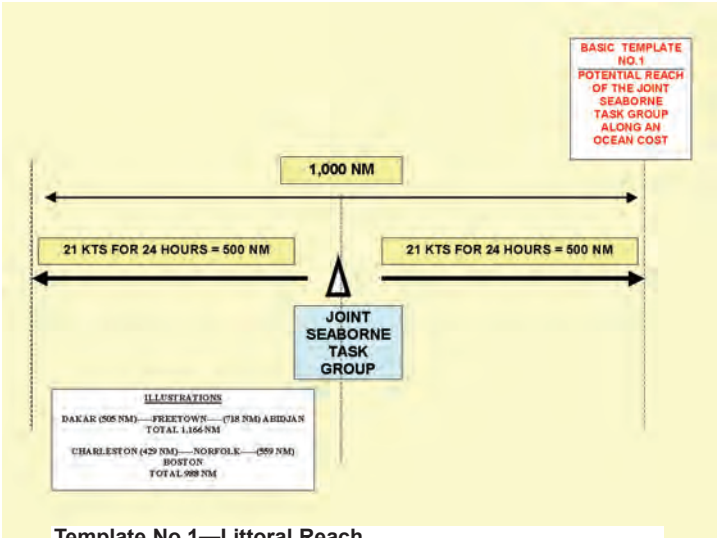 BASIC TEMPLATE
NO.1
POTENTIAL REACH
OF THE JOINT
SEABORNE
TASK GROUP
ALONG AN
OCEAN COST
1,000 NM
21 KTS FOR 24 HOURS = 500 NM
21 KTS FOR 24 HOURS = 500 NM
JOINT
SEABORNE
TASK
GROUP
ILLUSTRATIONS
DAKAR (505 NM)-----FREETOWN-----(718 NM) ABIDJAN
TOTAL 1,166 NM
CHARLESTON (429 NM)-----NORFOLK-----(559 NM)
BOSTON
TOTAL 988 NM
Template No 1—Littoral Reach